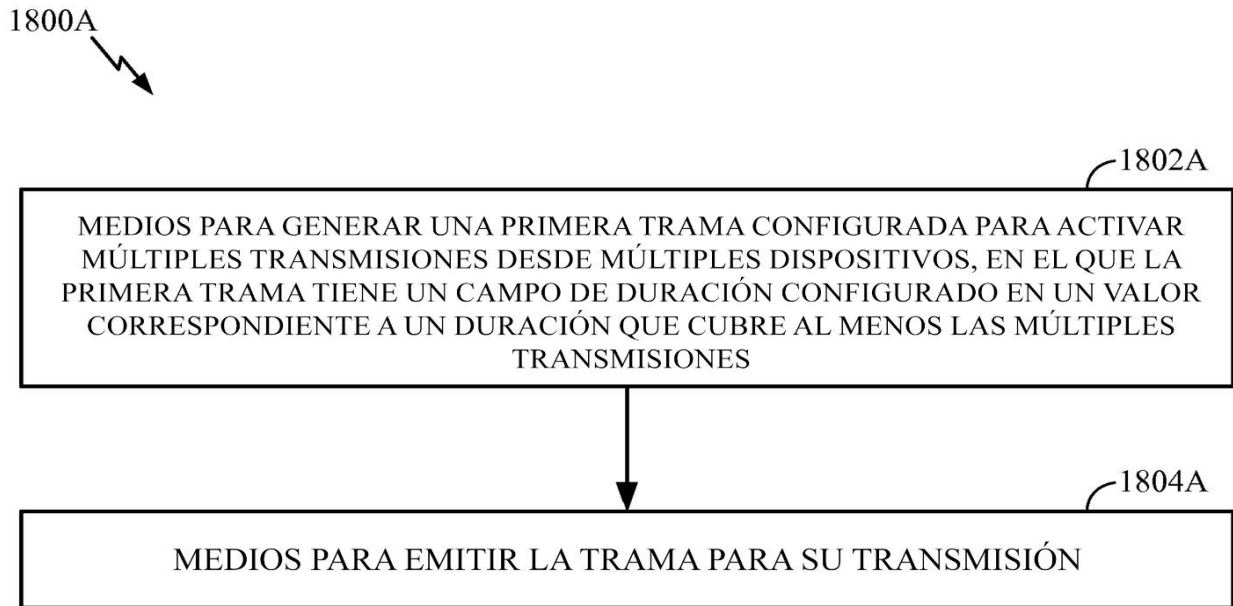 1800A
1802A
MEDIOS PARA GENERAR UNA PRIMERA TRAMA CONFIGURADA PARA ACTIVAR
MÚLTIPLES TRANSMISIONES DESDE MÚLTIPLES DISPOSITIVOS, EN EL QUE LA
PRIMERA TRAMA TIENE UN CAMPO DE DURACIÓN CONFIGURADO EN UN VALOR
CORRESPONDIENTE A UN DURACIÓN QUE CUBRE AL MENOS LAS MÚLTIPLES
TRANSMISIONES
1804A
MEDIOS PARA EMITIR LA TRAMA PARA SU TRANSMISIÓN